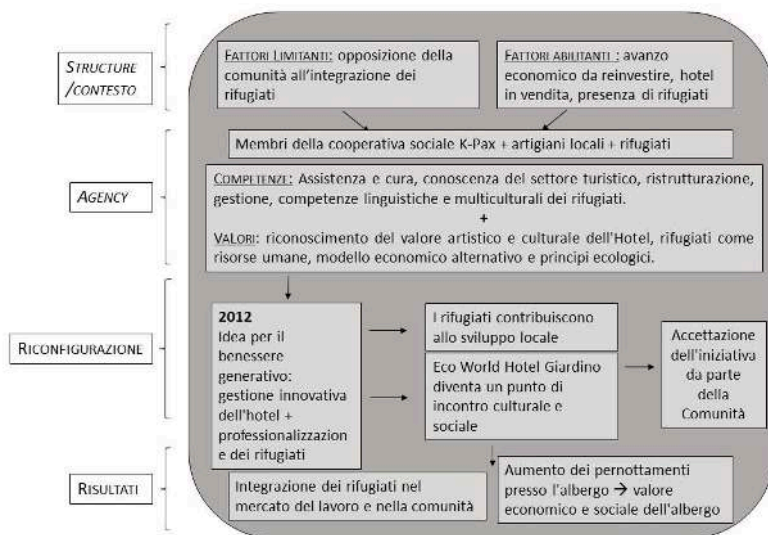 STRUCTURE
/CONTESTO
FATTORI LIMITANTI: opposizione della
comunità all'integrazione dei
rifugiati
FATTORI ABILITANTI : avanzo
economico da reinvestire, hotel
in vendita, presenza di rifugiati
AGENCY
Membri della cooperativa sociale K-Pax + artigiani locali + rifugiati
COMPETENZE: Assistenza e cura, conoscenza del settore turistico, ristrutturazione,
gestione, competenze linguistiche e multiculturali dei rifugiati.
+
VALORI: riconoscimento del valore artistico e culturale dell'Hotel, rifugiati come
risorse umane, modello economico alternativo e principi ecologici.
RICONFIGURAZIONE
2012
Idea per il
benessere
generativo:
gestione innovativa
dell'hotel +
professionalizzazion
e dei rifugiati
I rifugiati contribuiscono
allo sviluppo locale
Eco World Hotel Giardino
diventa un punto di
incontro culturale e
sociale
Accettazione
dell'iniziativa
da parte
della
Comunità
RISULTATI
Integrazione dei rifugiati nel
mercato del lavoro e nella comunità
Aumento dei pernottamenti
presso l'albergo → valore
economico e sociale dell'albergo